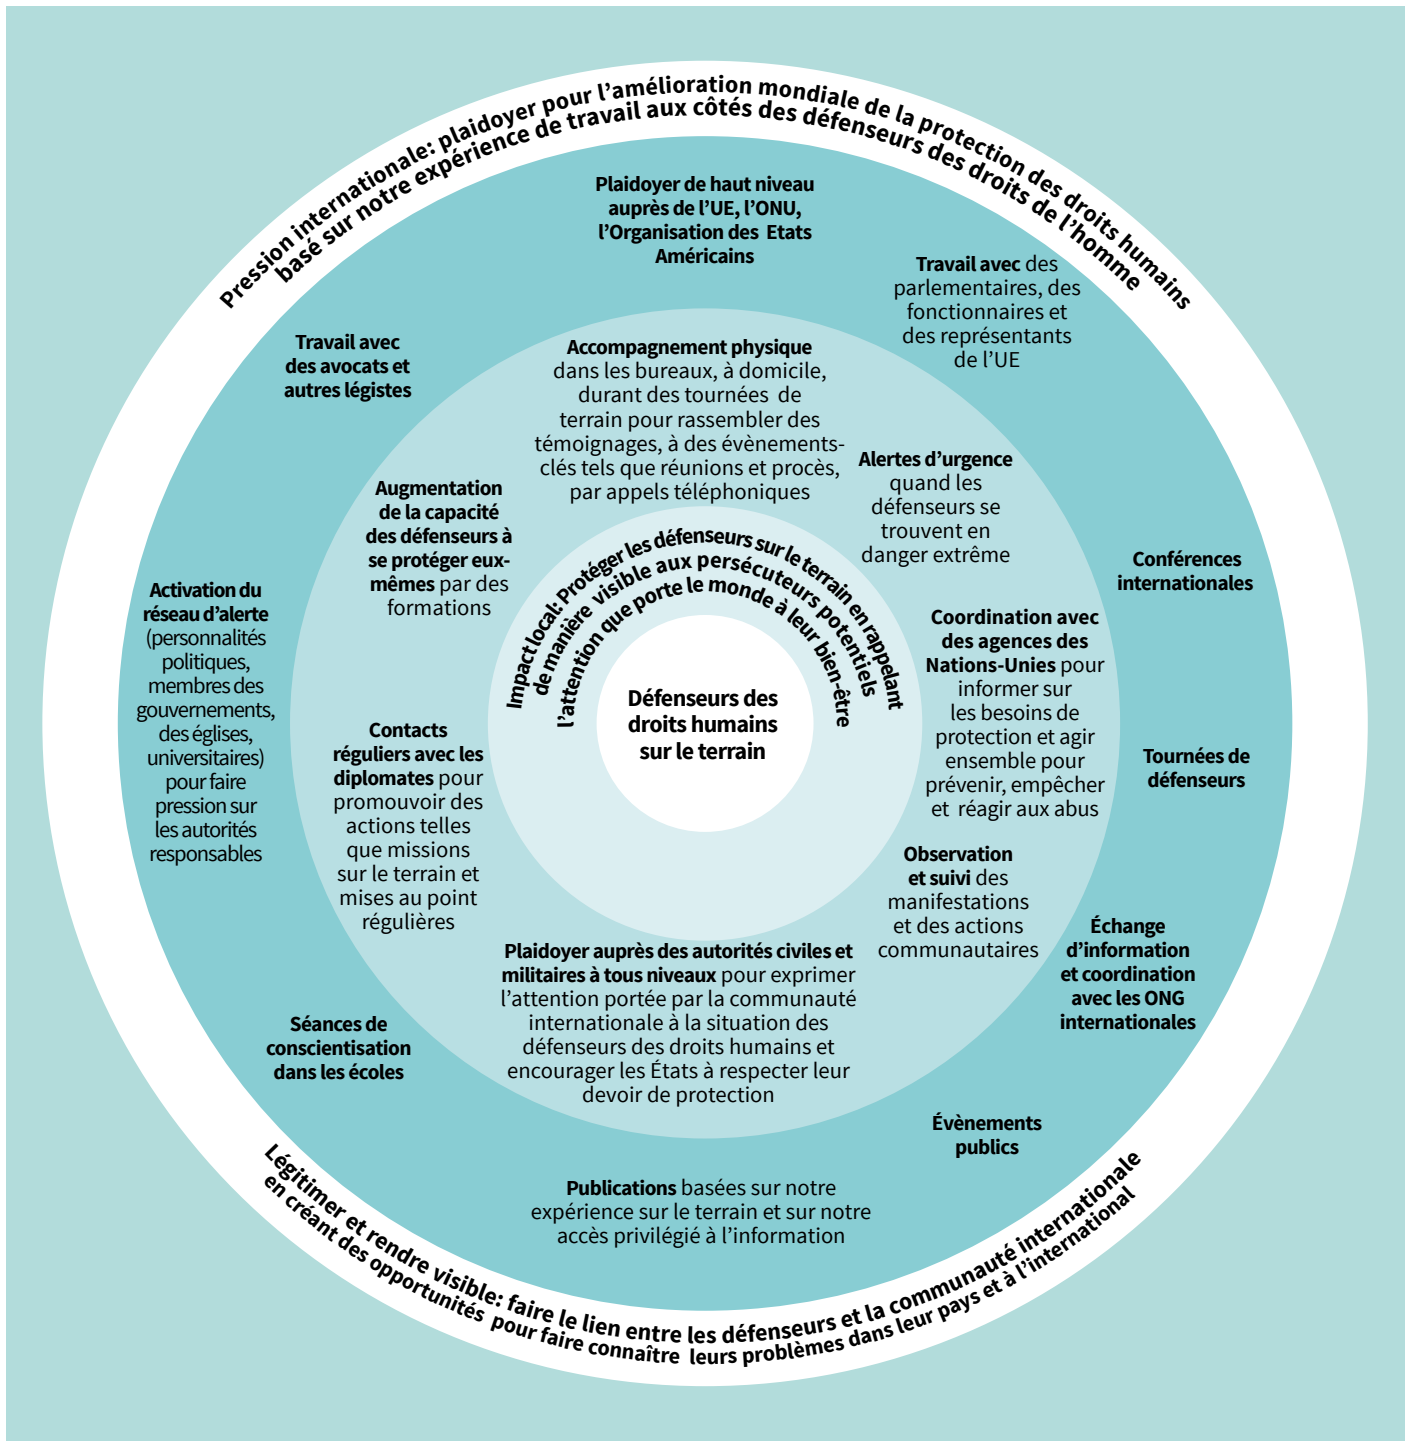 Pression internationale: plaidoyer pour l’amélioration mondiale de la protection des droits humains
basé sur notre expérience de travail aux côtés des défenseurs des droits de l’homme
Plaidoyer de haut niveau
auprès de l’UE, l’ONU,
l’Organisation des Etats
Américains
Travail avec des
parlementaires, des
fonctionnaires et
des représentants
de l’UE
Travail avec
des avocats et
autres légistes
Accompagnement physique
dans les bureaux, à domicile,
durant des tournées de
terrain pour rassembler des
témoignages, à des évènements-
clés tels que réunions et procès,
par appels téléphoniques
Alertes d’urgence
quand les
défenseurs se
trouvent en
danger extrême
Augmentation
de la capacité
des défenseurs à
se protéger eux-
mêmes par des
formations
Conférences
internationales
Activation du
réseau d’alerte
(personnalités
politiques,
membres des
gouvernements,
des églises,
universitaires)
pour faire
pression sur
les autorités
responsables
Impact local: Protéger les défenseurs sur le terrain en rappelant
de manière visible aux persécuteurs potentiels
l’attention que porte le monde à leur bien-être
Défenseurs des
droits humains
sur le terrain
Coordination avec
des agences des
Nations-Unies pour
informer sur
les besoins de
protection et agir
ensemble pour
prévenir, empêcher
et réagir aux abus
Contacts
réguliers avec les
diplomates pour
promouvoir des
actions telles
que missions
sur le terrain et
mises au point
régulières
Tournées de
défenseurs
Observation
et suivi des
manifestations
et des actions
communautaires
Échange
d’information
et coordination
avec les ONG
internationales
Plaidoyer auprès des autorités civiles et
militaires à tous niveaux pour exprimer
l’attention portée par la communauté
internationale à la situation des
défenseurs des droits humains et
encourager les États à respecter leur
devoir de protection
Séances de
conscientisation
dans les écoles
Évènements
publics
Publications basées sur notre
expérience sur le terrain et sur notre
accès privilégié à l’information
Légitimer et rendre visible: faire le lien entre les défenseurs et la communauté internationale
en créant des opportunités pour faire connaître leurs problèmes dans leur pays et à l’international